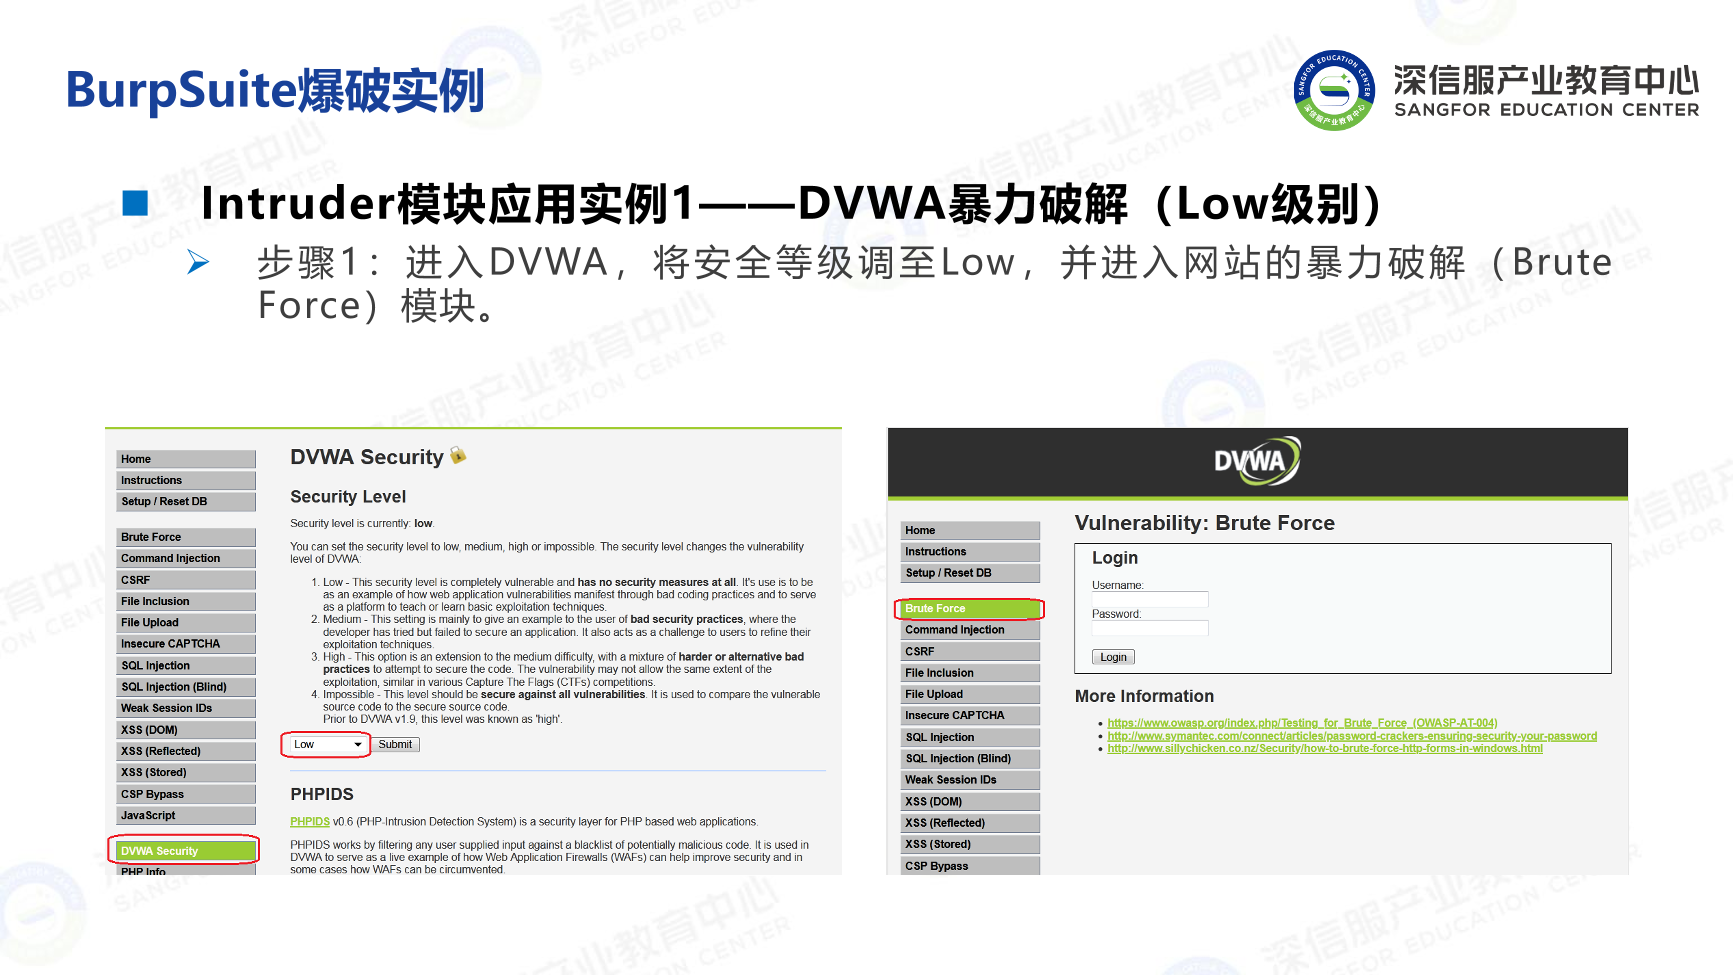 BurpSuite爆破实例
深信服产业教育中心
SANGFOR EDUCATION CENTER
Intruder模块应用实例1——DVWA暴力破解（Low级别）
步骤1：进入DVWA，将安全等级调至Low，并进入网站的暴力破解（Brute
Force）模块。
Home
Instructions
Setup / Reset DB
Brute Force
Command Injection
CSRF
File Inclusion
File Upload
Insecure CAPTCHA
SQL Injection
SQL Injection (Blind)
Weak Session IDs
XSS (DOM)
XSS (Reflected)
XSS (Stored)
CSP Bypass
JavaScript
DVWA Security
PHP Info
DVWA Security
Security Level
Security level is currently: low.
You can set the security level to low, medium, high or impossible. The security level changes the vulnerability
level of DVWA:
1. Low - This security level is completely vulnerable and has no security measures at all. It's use is to be
as an example of how web application vulnerabilities manifest through bad coding practices and to serve
as a platform to teach or learn basic exploitation techniques.
2. Medium - This setting is mainly to give an example to the user of bad security practices, where the
developer has tried but failed to secure an application. It also acts as a challenge to users to refine their
exploitation techniques.
3. High - This option is an extension to the medium difficulty, with a mixture of harder or alternative bad
practices to attempt to secure the code. The vulnerability may not allow the same extent of the
exploitation, similar in various Capture The Flags (CTFs) competitions.
4. Impossible - This level should be secure against all vulnerabilities. It is used to compare the vulnerable
source code to the secure source code.
Prior to DVWA v1.9, this level was known as 'high'.
Low Submit
PHPIDS
PHPIDS v0.6 (PHP-Intrusion Detection System) is a security layer for PHP based web applications.
PHPIDS works by filtering any user supplied input against a blacklist of potentially malicious code. It is used in
DVWA to serve as a live example of how Web Application Firewalls (WAFs) can help improve security and in
some cases how WAFs can be circumvented.
DVWA
Home
Instructions
Setup / Reset DB
Brute Force
Command Injection
CSRF
File Inclusion
File Upload
Insecure CAPTCHA
SQL Injection
SQL Injection (Blind)
Weak Session IDs
XSS (DOM)
XSS (Reflected)
XSS (Stored)
CSP Bypass
Vulnerability: Brute Force
Login
Username:
Password:
Login
More Information
https://www.owasp.org/index.php/Testing_for_Brute_Force_(OWASP-AT-004)
http://www.symantec.com/connect/articles/password-crackers-ensuring-security-your-password
http://www.sillychicken.co.nz/Security/how-to-brute-force-http-forms-in-windows.html